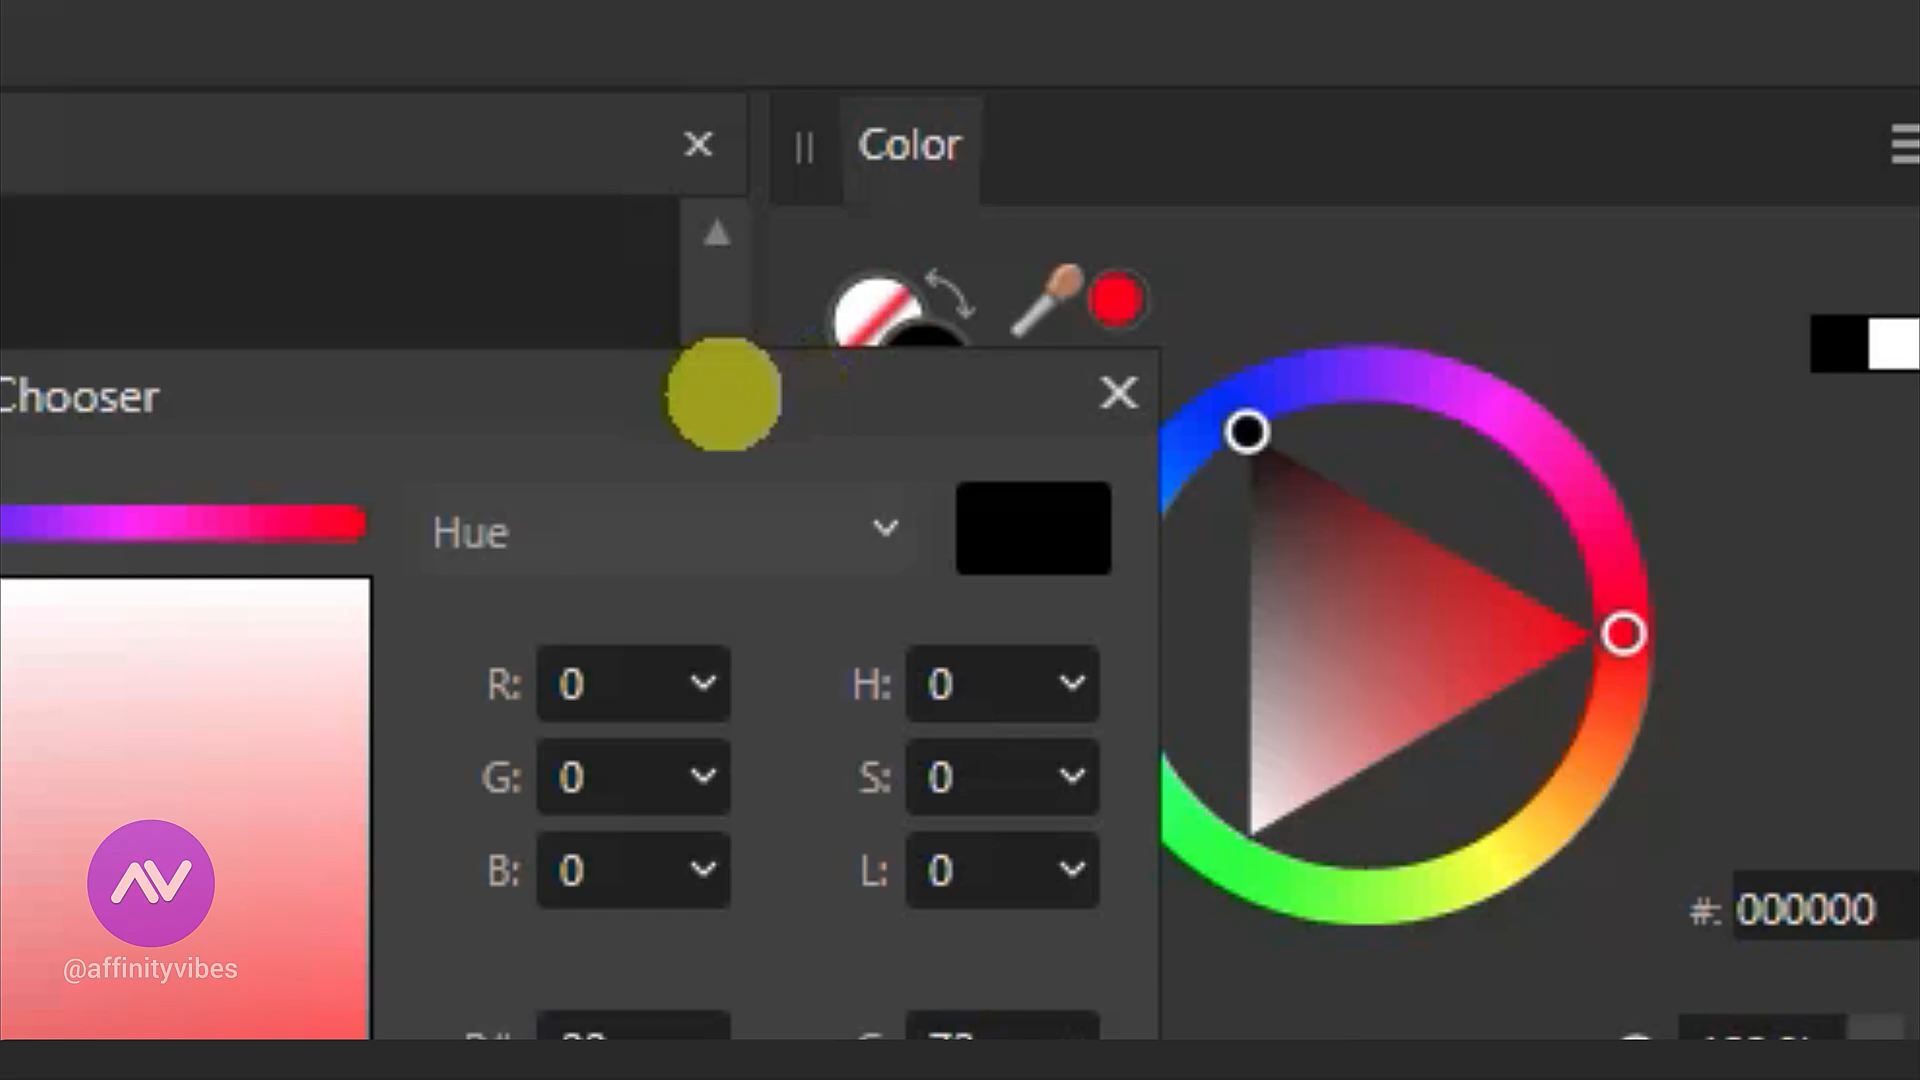 Color
Chooser
Hue
R: 0
H: 0
G: 0
S: 0
B: 0
L: 0
#: 000000
@affinityvibes